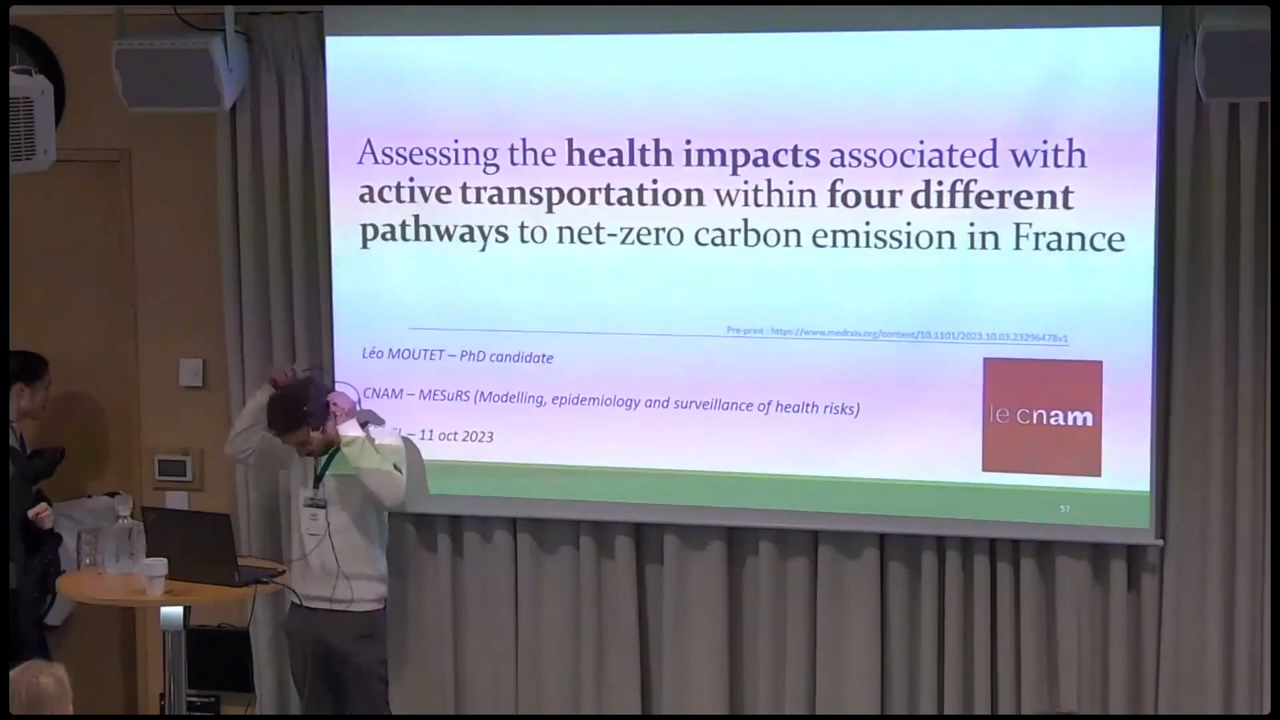 Assessing the health impacts associated with
active transportation within four different
pathways to net-zero carbon emission in France
Pre-print : https://www.medrxiv.org/content/10.1101/2023.10.03.23296478v1
Léo MOUTET – PhD candidate
CNAM – MESuRS (Modelling, epidemiology and surveillance of health risks)
– 11 oct 2023
le cnam
57